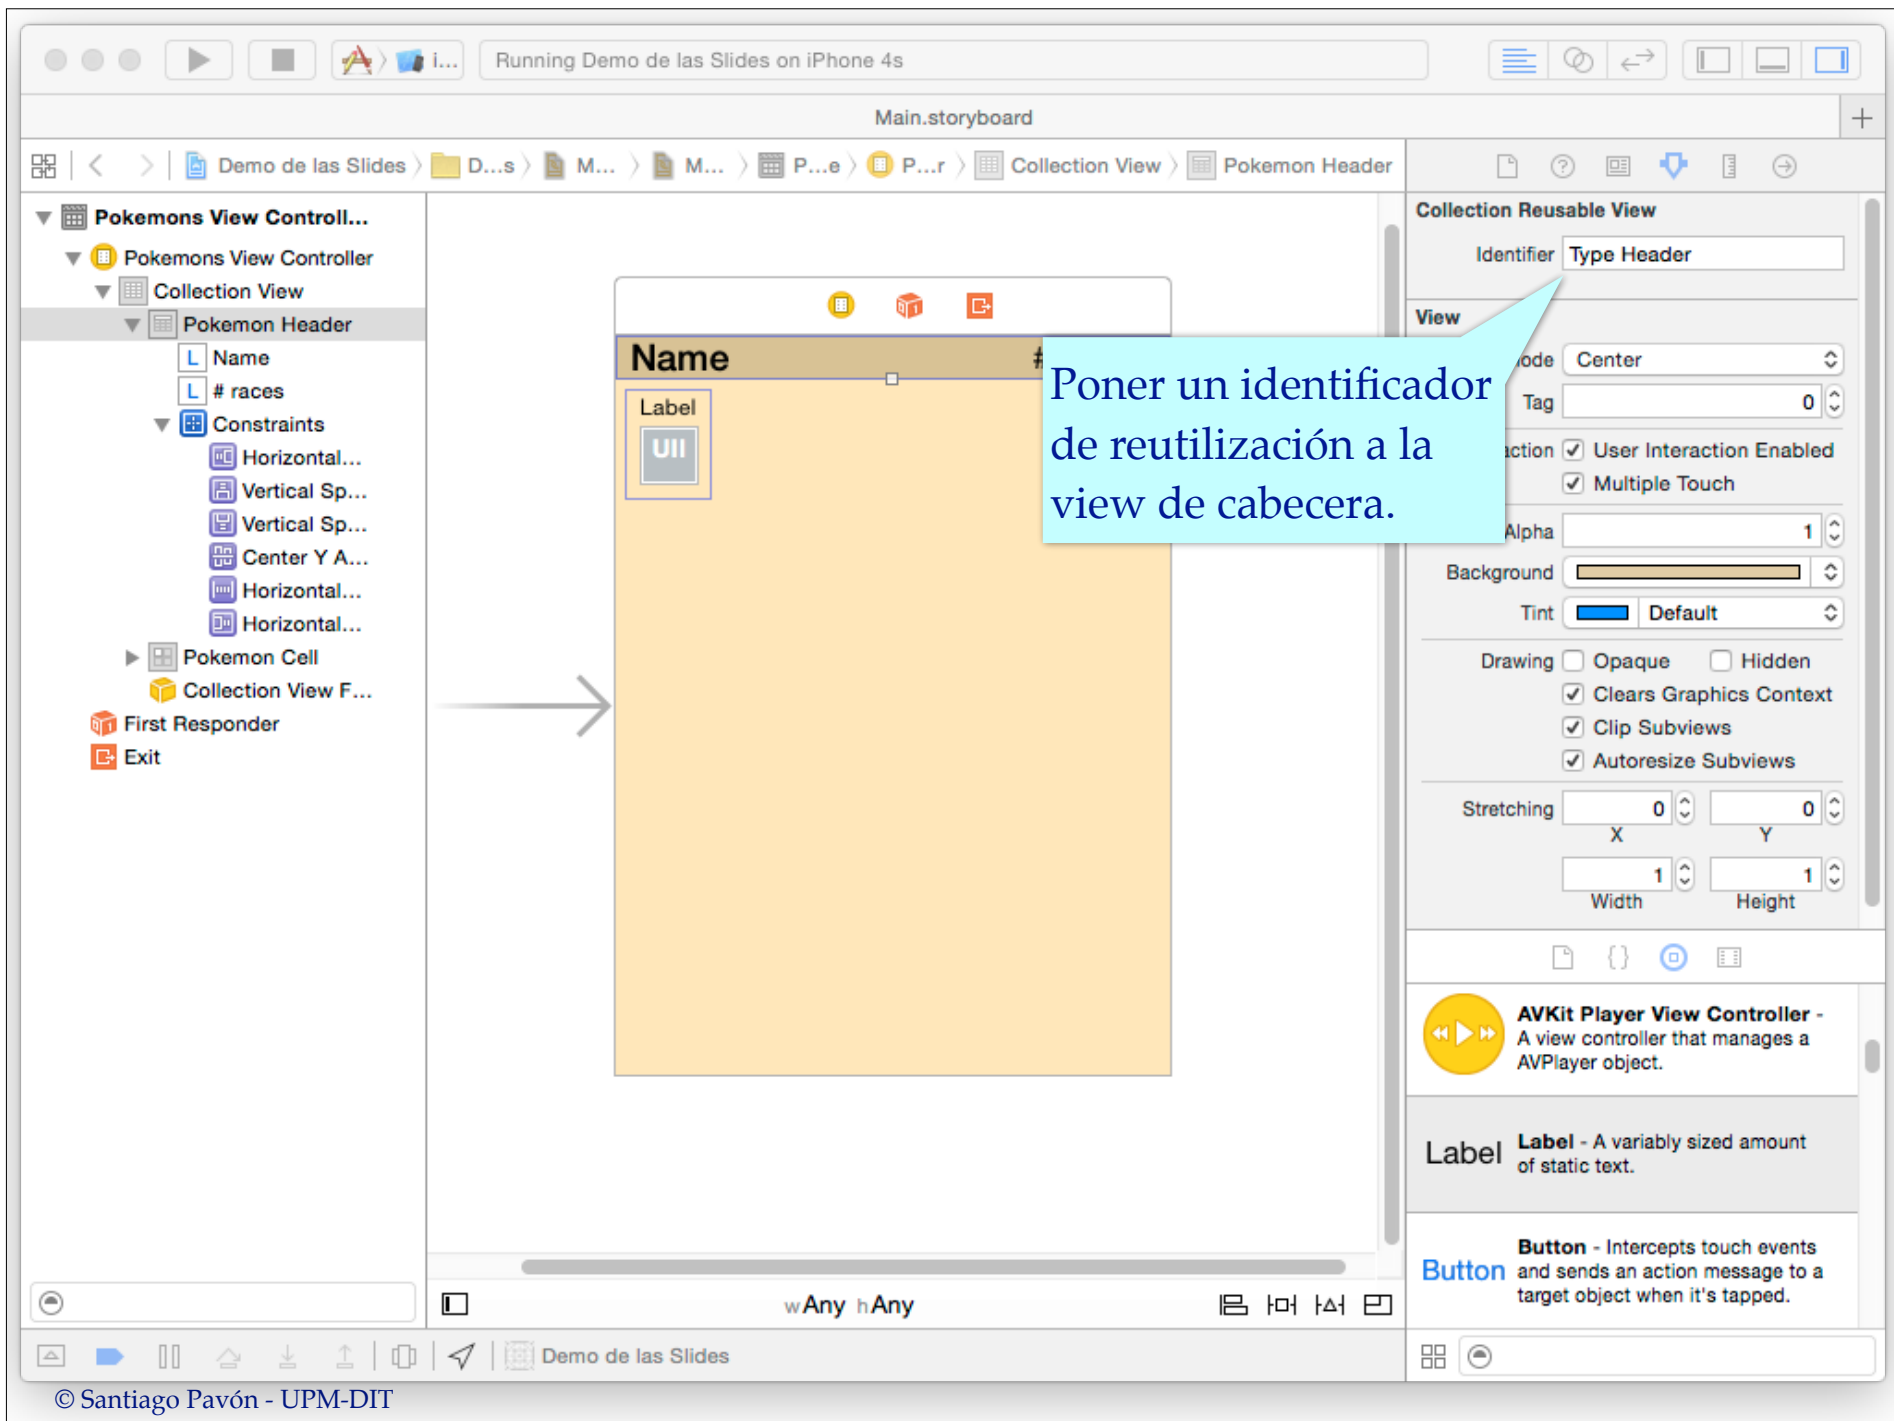 i...
Running Demo de las Slides on iPhone 4s
Main.storyboard
Demo de las Slides
D...s
M...
M...
P...e
P...r
Collection View
Pokemon Header
Pokemons View Controll...
Pokemons View Controller
Collection View
Pokemon Header
L Name
L # races
Constraints
Horizontal...
Vertical Sp...
Vertical Sp...
Center Y A...
Horizontal...
Horizontal...
Pokemon Cell
Collection View F...
First Responder
Exit
Name
#
Label
UII
Poner un identificador
de reutilización a la
view de cabecera.
Collection Reusable View
Identifier Type Header
View
ode Center
Tag 0
action User Interaction Enabled
Multiple Touch
Alpha 1
Background
Tint Default
Drawing Opaque Hidden
Clears Graphics Context
Clip Subviews
Autoresize Subviews
Stretching 0 0
X Y
1 1
Width Height
AVKit Player View Controller -
A view controller that manages a
AVPlayer object.
Label
Label - A variably sized amount
of static text.
Button
Button - Intercepts touch events
and sends an action message to a
target object when it's tapped.
wAny hAny
Demo de las Slides
© Santiago Pavón - UPM-DIT